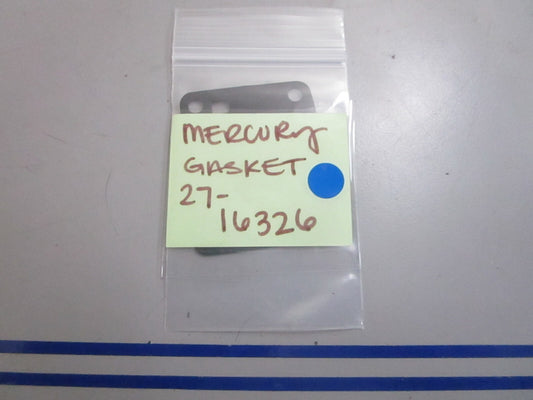 MERCURY
GASKET
27-
16326